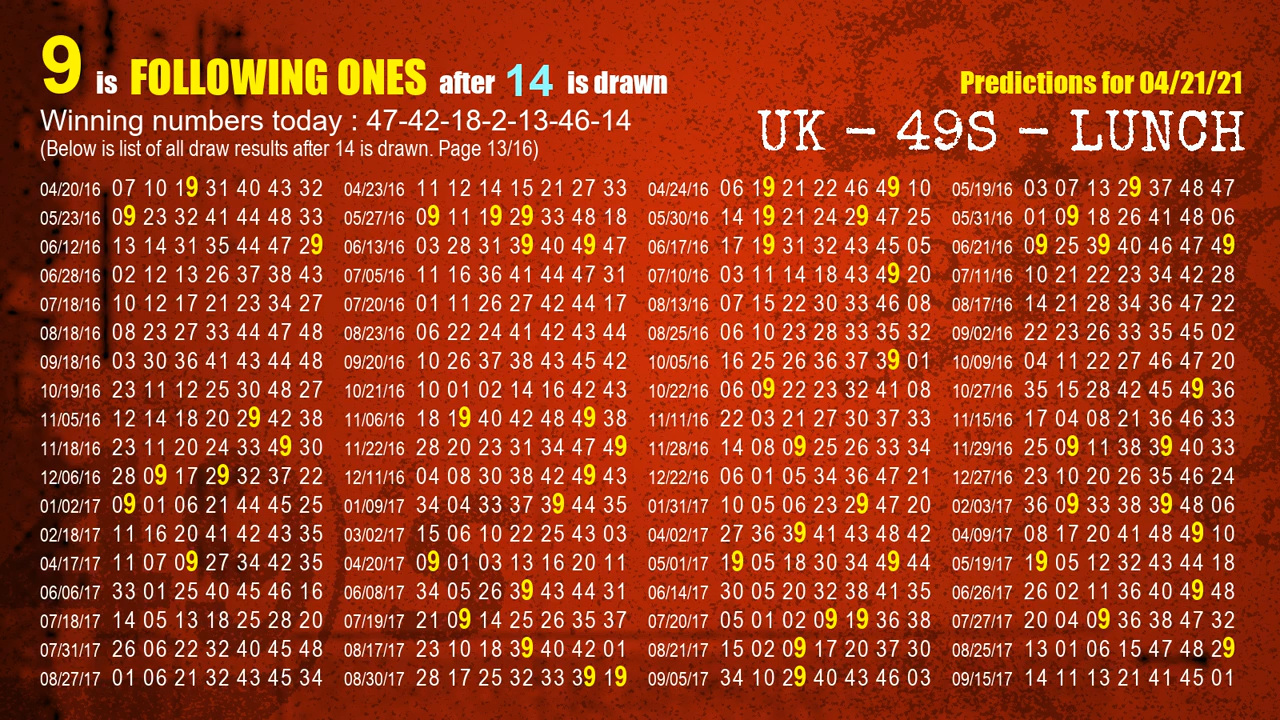 9 is FOLLOWING ONES after 14 is drawn
Predictions for 04/21/21
Winning numbers today : 47-42-18-2-13-46-14
UK - 49S - LUNCH
(Below is list of all draw results after 14 is drawn. Page 13/16)
04/20/16 07 10 19 31 40 43 32 04/23/16 11 12 14 15 21 27 33 04/24/16 06 19 21 22 46 49 10 05/19/16 03 07 13 29 37 48 47
05/23/16 09 23 32 41 44 48 33 05/27/16 09 11 19 29 33 48 18 05/30/16 14 19 21 24 29 47 25 05/31/16 01 09 18 26 41 48 06
06/12/16 13 14 31 35 44 47 29 06/13/16 03 28 31 39 40 49 47 06/17/16 17 19 31 32 43 45 05 06/21/16 09 25 39 40 46 47 49
06/28/16 02 12 13 26 37 38 43 07/05/16 11 16 36 41 44 47 31 07/10/16 03 11 14 18 43 49 20 07/11/16 10 21 22 23 34 42 28
07/18/16 10 12 17 21 23 34 27 07/20/16 01 11 26 27 42 44 17 08/13/16 07 15 22 30 33 46 08 08/17/16 14 21 28 34 36 47 22
08/18/16 08 23 27 33 44 47 48 08/23/16 06 22 24 41 42 43 44 08/25/16 06 10 23 28 33 35 32 09/02/16 22 23 26 33 35 45 02
09/18/16 03 30 36 41 43 44 48 09/20/16 10 26 37 38 43 45 42 10/05/16 16 25 26 36 37 39 01 10/09/16 04 11 22 27 46 47 20
10/19/16 23 11 12 25 30 48 27 10/21/16 10 01 02 14 16 42 43 10/22/16 06 09 22 23 32 41 08 10/27/16 35 15 28 42 45 49 36
11/05/16 12 14 18 20 29 42 38 11/06/16 18 19 40 42 48 49 38 11/11/16 22 03 21 27 30 37 33 11/15/16 17 04 08 21 36 46 33
11/18/16 23 11 20 24 33 49 30 11/22/16 28 20 23 31 34 47 49 11/28/16 14 08 09 25 26 33 34 11/29/16 25 09 11 38 39 40 33
12/06/16 28 09 17 29 32 37 22 12/11/16 04 08 30 38 42 49 43 12/22/16 06 01 05 34 36 47 21 12/27/16 23 10 20 26 35 46 24
01/02/17 09 01 06 21 44 45 25 01/09/17 34 04 33 37 39 44 35 01/31/17 10 05 06 23 29 47 20 02/03/17 36 09 33 38 39 48 06
02/18/17 11 16 20 41 42 43 35 03/02/17 15 06 10 22 25 43 03 04/02/17 27 36 39 41 43 48 42 04/09/17 08 17 20 41 48 49 10
04/17/17 11 07 09 27 34 42 35 04/20/17 09 01 03 13 16 20 11 05/01/17 19 05 18 30 34 49 44 05/19/17 19 05 12 32 43 44 18
06/06/17 33 01 25 40 45 46 16 06/08/17 34 05 26 39 43 44 31 06/14/17 30 05 20 32 38 41 35 06/26/17 26 02 11 36 40 49 48
07/18/17 14 05 13 18 25 28 20 07/19/17 21 09 14 25 26 35 37 07/20/17 05 01 02 09 19 36 38 07/27/17 20 04 09 36 38 47 32
07/31/17 26 06 22 32 40 45 48 08/17/17 23 10 18 39 40 42 01 08/21/17 15 02 09 17 20 37 30 08/25/17 13 01 06 15 47 48 29
08/27/17 01 06 21 32 43 45 34 08/30/17 28 17 25 32 33 39 19 09/05/17 34 10 29 40 43 46 03 09/15/17 14 11 13 21 41 45 01